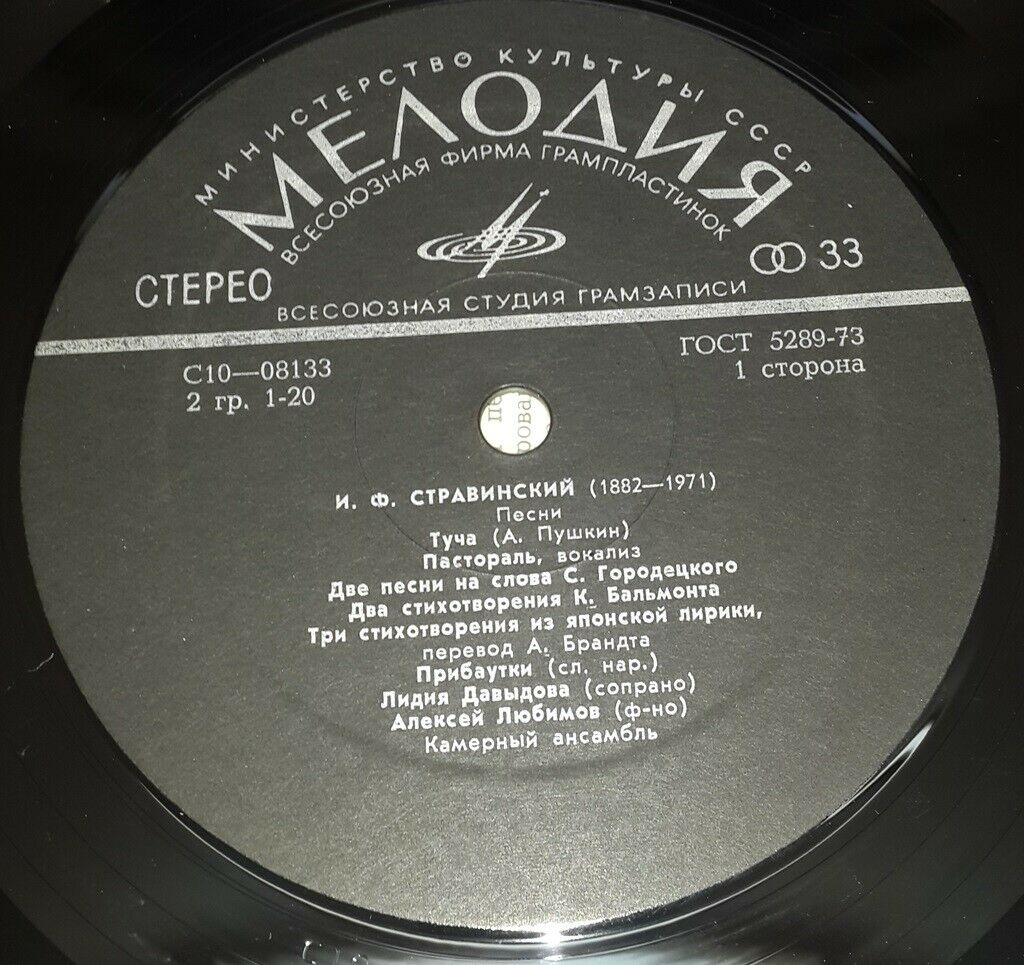 МИНИСТЕРСТВО КУЛЬТУРЫ СССР
МЕЛОДИЯ
ВСЕСОЮЗНАЯ ФИРМА ГРАМПЛАСТИНОК
СТЕРЕО
33
ВСЕСОЮЗНАЯ СТУДИЯ ГРАМЗАПИСИ
С10—08133
ГОСТ 5289-73
2 гр. 1-20
1 сторона
И. Ф. СТРАВИНСКИЙ (1882—1971)
Песни
Туча (А. Пушкин)
Пастораль, вокализ
Две песни на слова С. Городецкого
Два стихотворения К. Бальмонта
Три стихотворения из японской лирики,
перевод А. Брандта
Прибаутки (сл. нар.)
Лидия Давыдова (сопрано)
Алексей Любимов (ф-но)
Камерный ансамбль